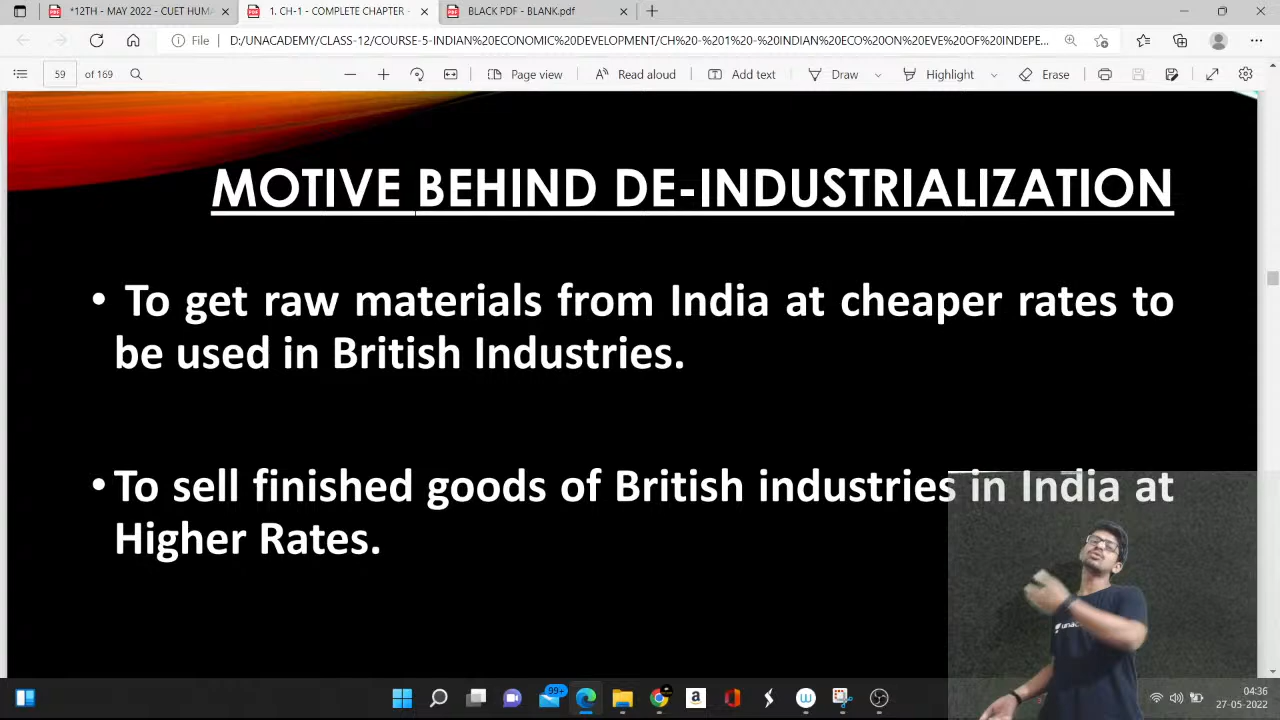 *12TH - MAY 2022 - CUET HUMA
1. CH-1 - COMPLETE CHAPTER -
BLACK PDF - BLANK.pdf
File
D:/UNACADEMY/CLASS-12/COURSE-5-INDIAN%20ECONOMIC%20DEVELOPMENT/CH%20-%201%20-%20INDIAN%20ECO%20ON%20EVE%20OF%20INDEPE...
59 of 169
Page view
Read aloud
Add text
Draw
Highlight
Erase
MOTIVE BEHIND DE-INDUSTRIALIZATION
• To get raw materials from India at cheaper rates to
be used in British Industries.
• To sell finished goods of British industries in India at
Higher Rates.
99+
04:36
27-05-2022